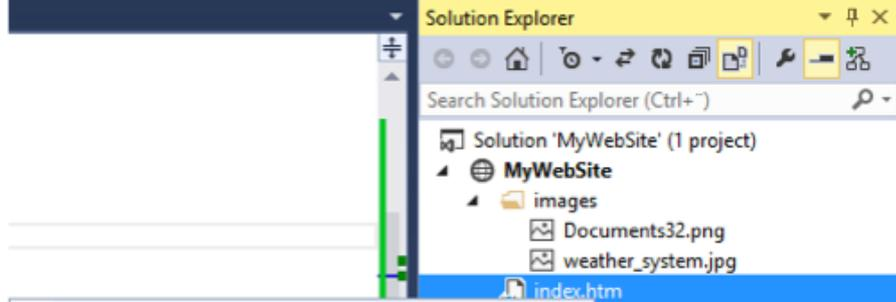 Solution Explorer
Search Solution Explorer (Ctrl+¨)
Solution 'MyWebSite' (1 project)
MyWebSite
images
Documents32.png
weather_system.jpg
index.htm